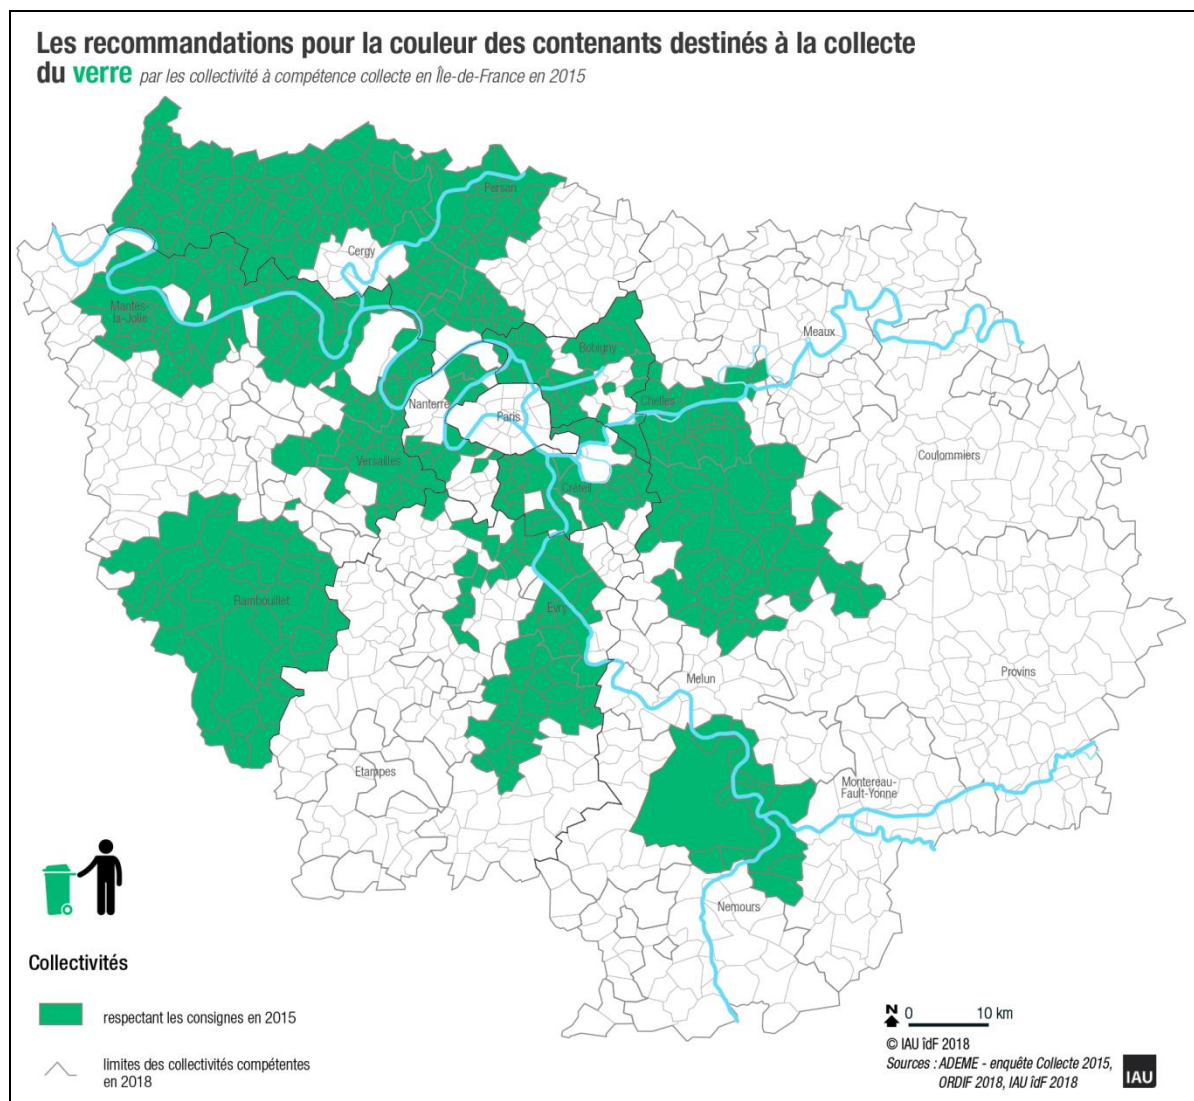 Les recommandations pour la couleur des contenants destinés à la collecte
du verre par les collectivité à compétence collecte en Île-de-France en 2015
Persan
Cergy
Mantes-
la-Jolie
Meaux
Bobigny
Chelles
Nanterre
Paris
Coulommiers
Versailles
Créteil
Rambouillet
Evry
Provins
Melun
Etampes
Montereau-
Fault-Yonne
Nemours
Collectivités
respectant les consignes en 2015
limites des collectivités compétentes
en 2018
N 0 10 km
© IAU îdF 2018
Sources : ADEME - enquête Collecte 2015,
ORDIF 2018, IAU îdF 2018
IAU